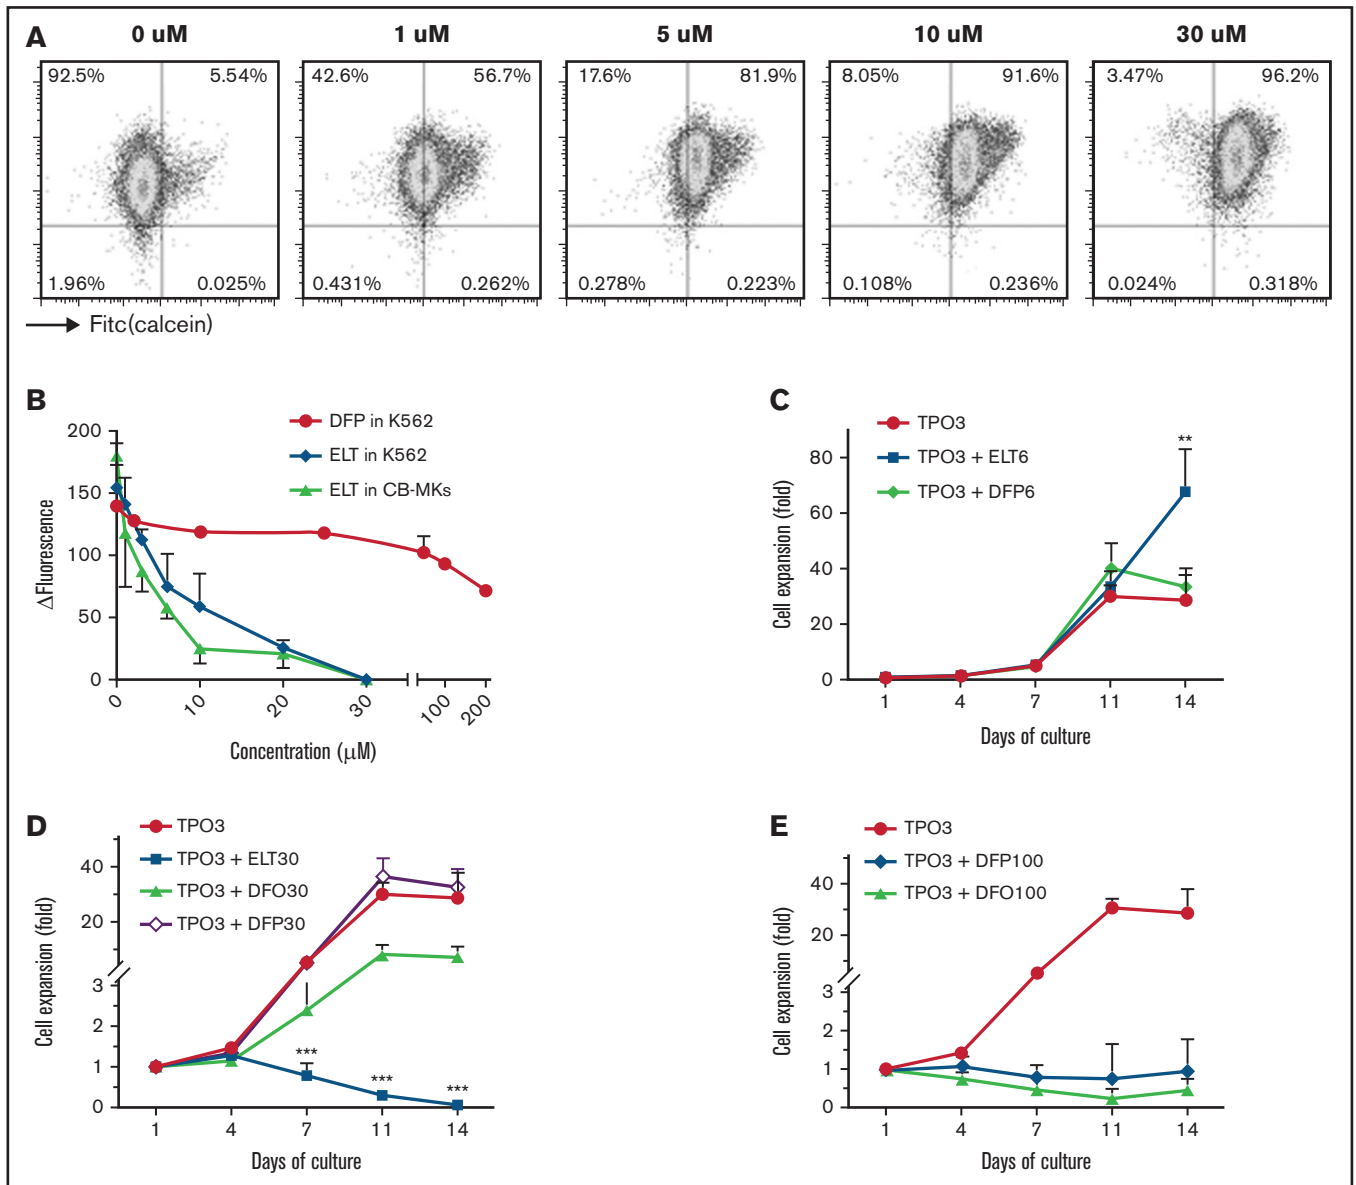 A
0 uM
1 uM
5 uM
10 uM
30 uM
92.5%
5.54%
42.6%
56.7%
17.6%
81.9%
8.05%
91.6%
3.47%
96.2%
1.96%
0.025%
0.431%
0.262%
0.278%
0.223%
0.108%
0.236%
0.024%
0.318%
Fitc(calcein)
B
DFP in K562
ELT in K562
ELT in CB-MKs
ΔFluorescence
200
150
100
50
0
0
10
20
30
100
200
Concentration (μM)
C
TPO3
TPO3 + ELT6
TPO3 + DFP6
**
Cell expansion (fold)
80
60
40
20
0
1
4
7
11
14
Days of culture
D
TPO3
TPO3 + ELT30
TPO3 + DFO30
TPO3 + DFP30
Cell expansion (fold)
40
20
3
2
1
0
***
***
***
1
4
7
11
14
Days of culture
E
TPO3
TPO3 + DFP100
TPO3 + DFO100
Cell expansion (fold)
40
20
3
2
1
0
1
4
7
11
14
Days of culture